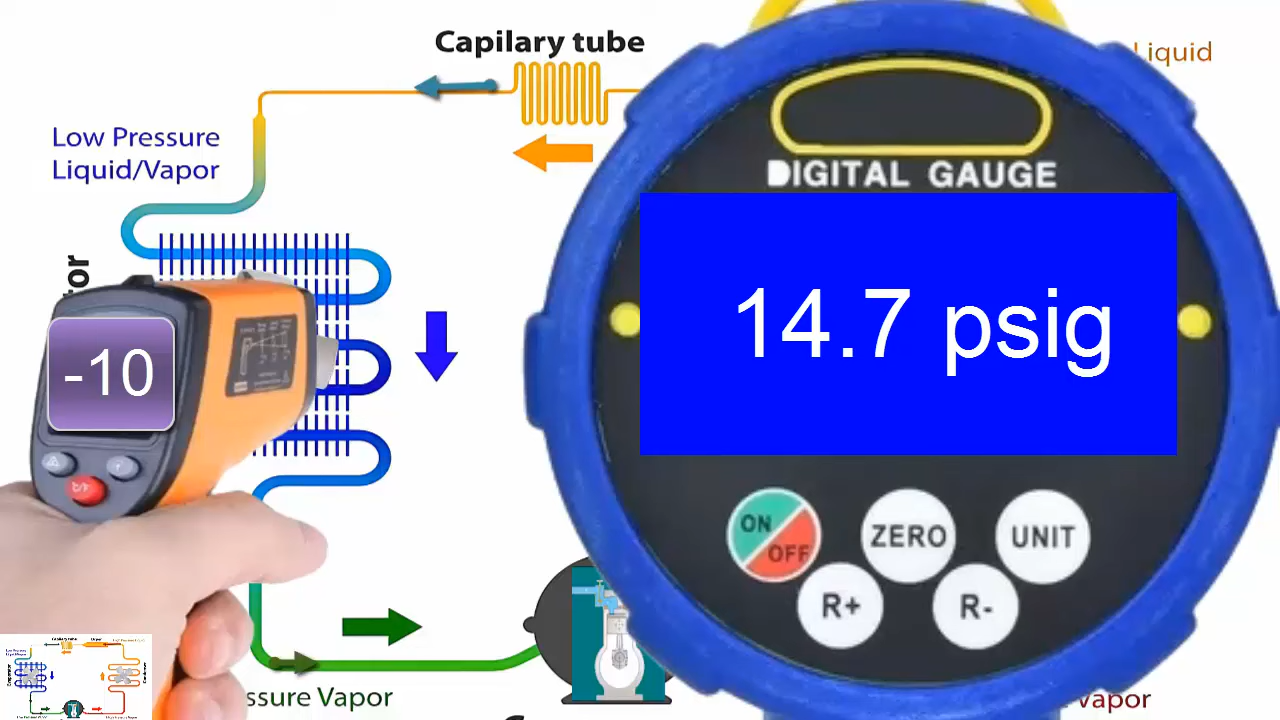 Capilary tube
Liquid
Low Pressure
Liquid/Vapor
DIGITAL GAUGE
tor
-10
14.7 psig
ON
OFF
ZERO
UNIT
R+
R-
ssure Vapor
vapor